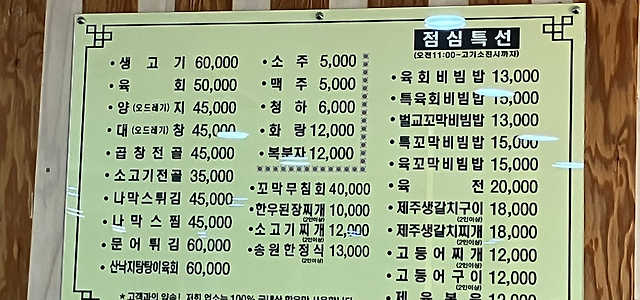 • 생고기 60,000
• 육회 50,000
• 양(오드레기)지 45,000
• 대(오드레기)창 45,000
• 곱창전골 45,000
• 소고기전골 35,000
• 나막스튀김 45,000
• 나막스찜 45,000
• 문어튀김 60,000
• 산낙지탕탕이육회 60,000
• 소주 5,000
• 맥주 5,000
• 청하 6,000
• 화랑 12,000
• 복분자 12,000
• 꼬막무침회 40,000
• 한우된장찌개 10,000
(2인이상)
• 소고기찌개 12,000
(2인이상)
• 송원한정식 13,000
(2인이상)
점심특선
(오전11:00~고기소진시까지)
• 육회비빔밥 13,000
• 특육회비빔밥 15,000
• 벌교꼬막비빔밥 13,000
• 특꼬막비빔밥 15,000
• 육꼬막비빔밥 15,000
• 육전 20,000
• 제주생갈치구이 18,000
(2인이상)
• 제주생갈치찌개 18,000
(2인이상)
• 고등어찌개 12,000
(2인이상)
• 고등어구이 12,000
(2인이상)
• 제육볶음
★고객과의 약속! 저희 업소는 100% 국내산 한우만 사용합니다